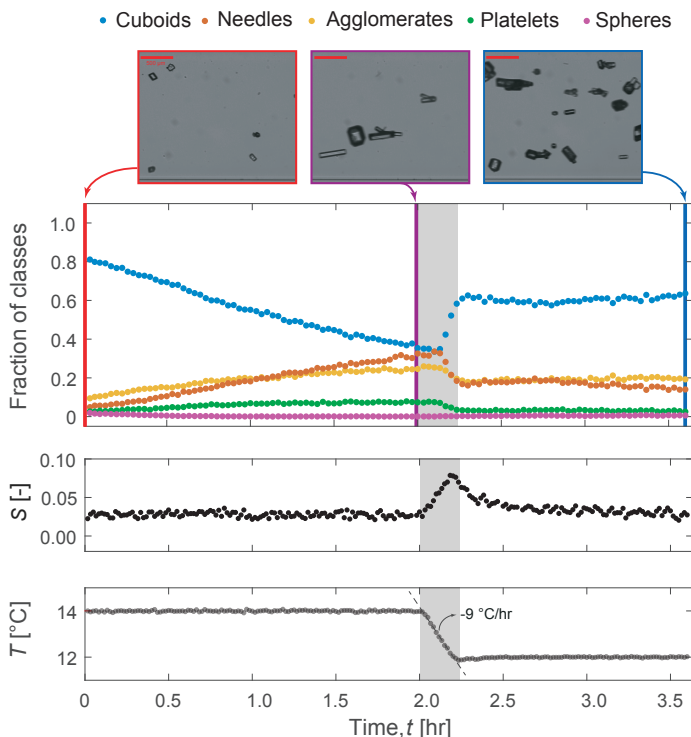 Cuboids Needles Agglomerates Platelets Spheres
Fraction of classes
1.0
0.8
0.6
0.4
0.2
0
S [-]
0.10
0.05
0.00
T [°C]
14
12
-9 °C/hr
0 0.5 1.0 1.5 2.0 2.5 3.0 3.5
Time, t [hr]